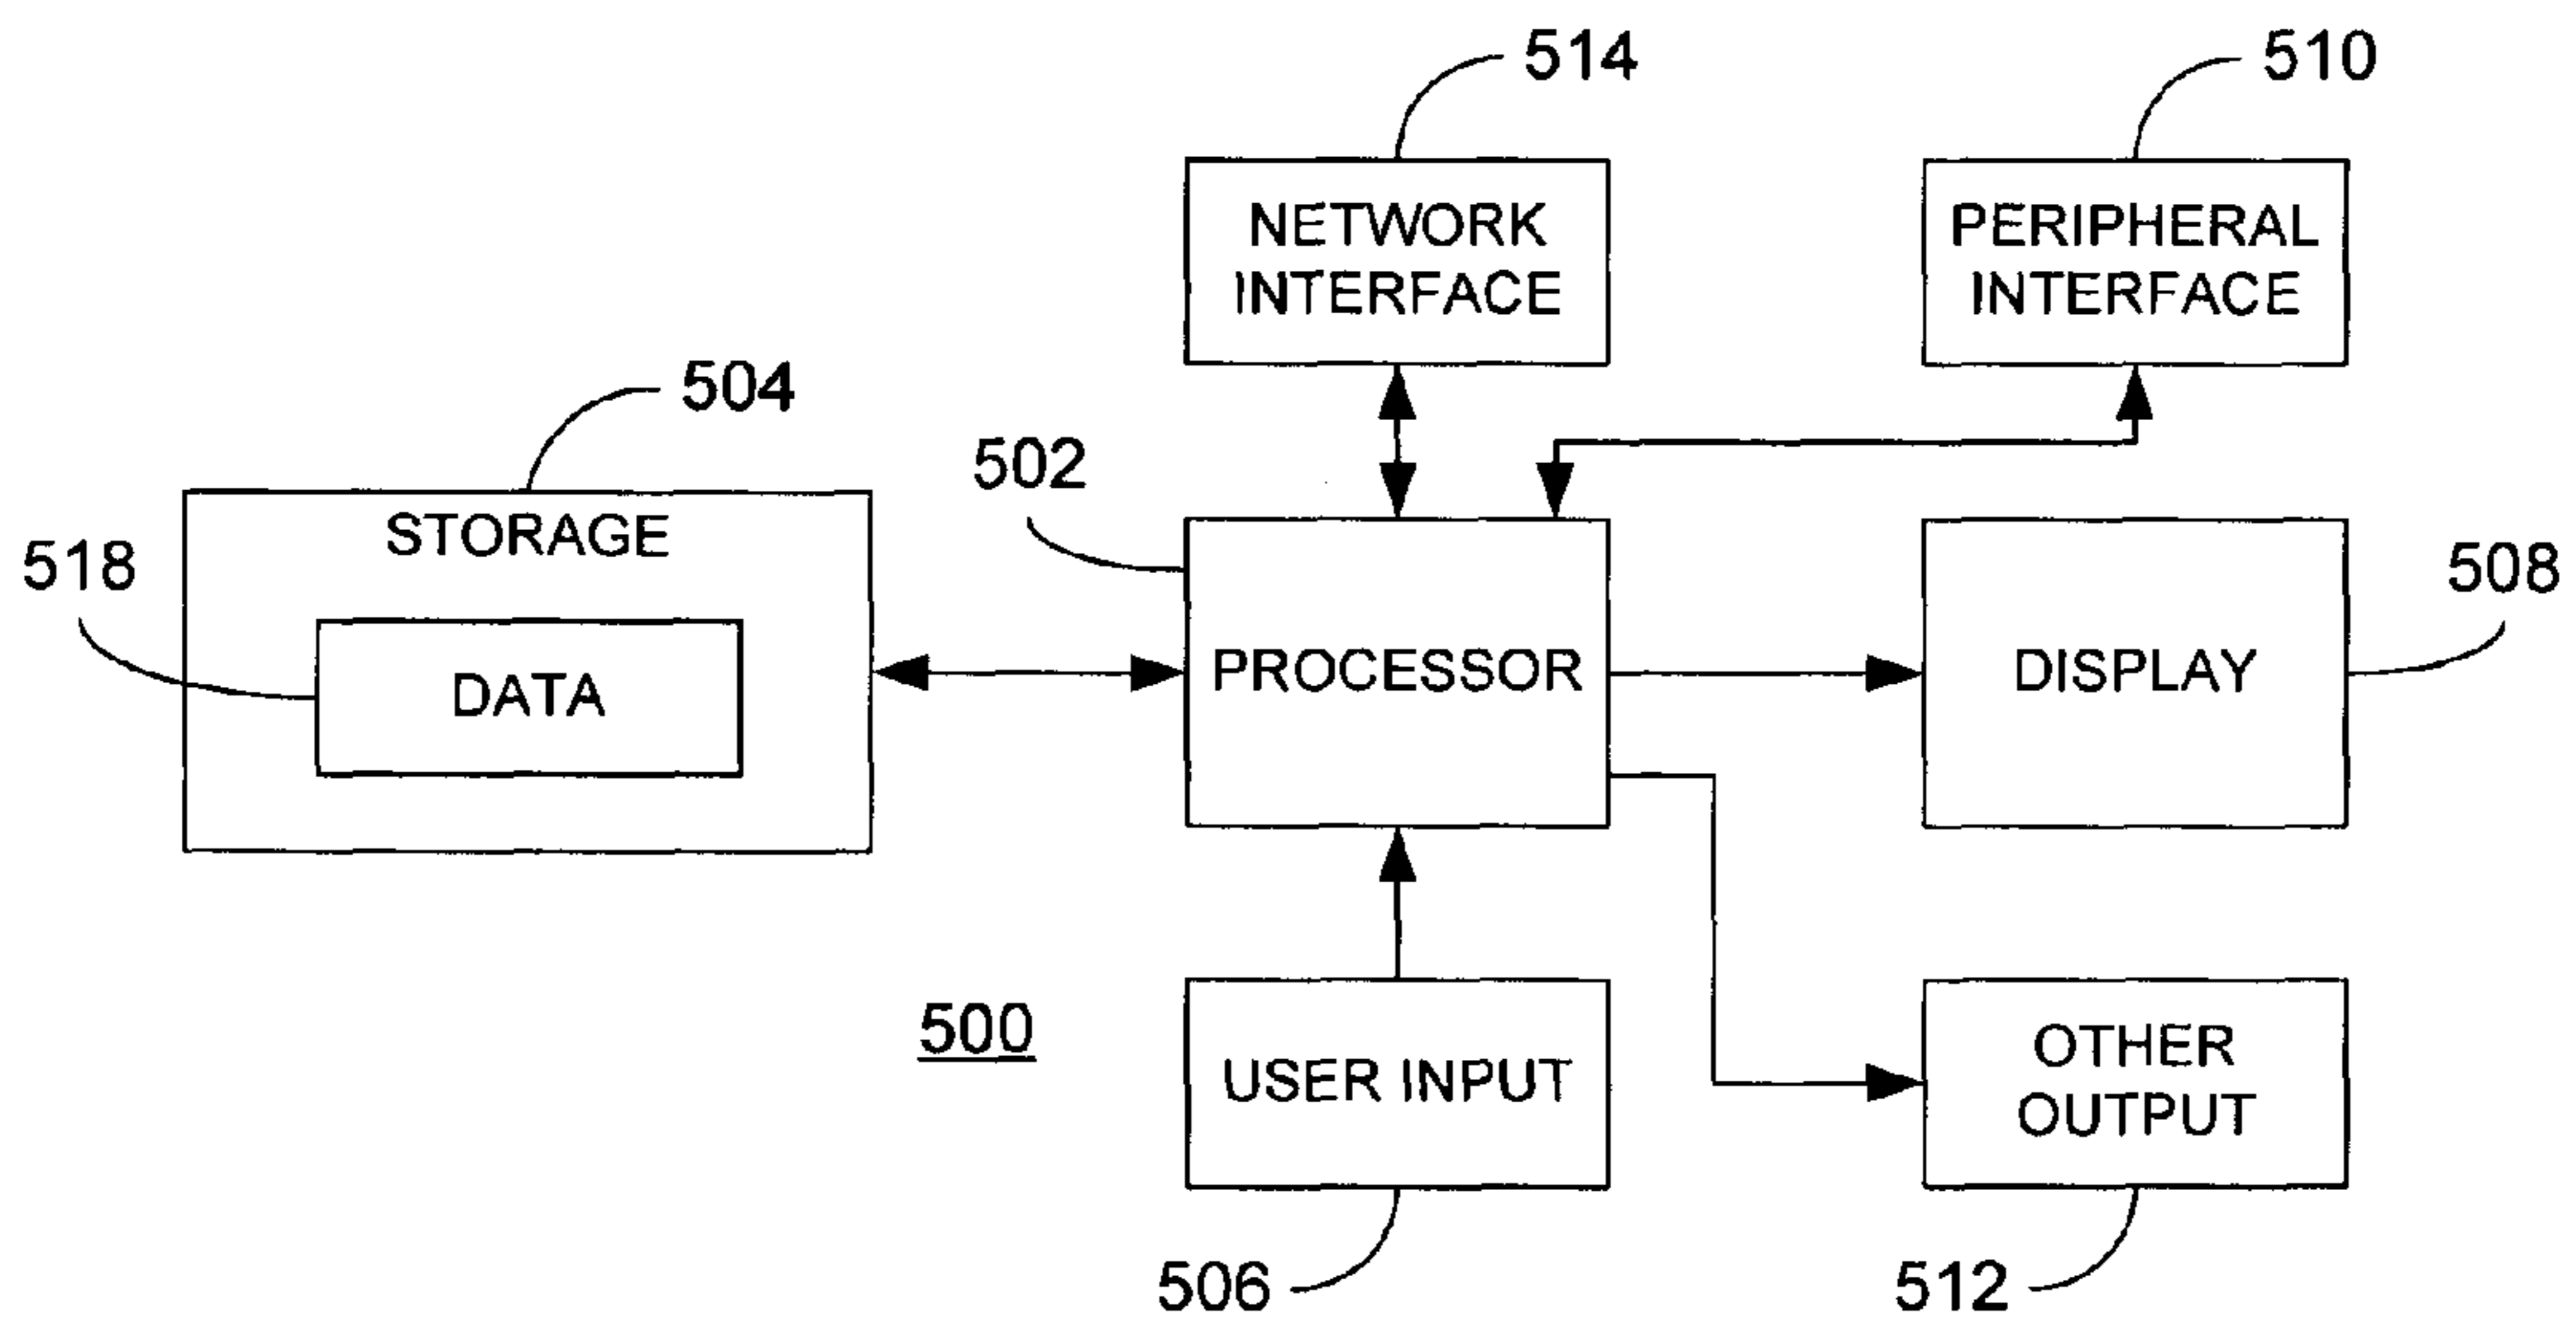 514
510
NETWORK
INTERFACE
PERIPHERAL
INTERFACE
504
502
STORAGE
518
DATA
PROCESSOR
DISPLAY
508
500
USER INPUT
OTHER
OUTPUT
506
512